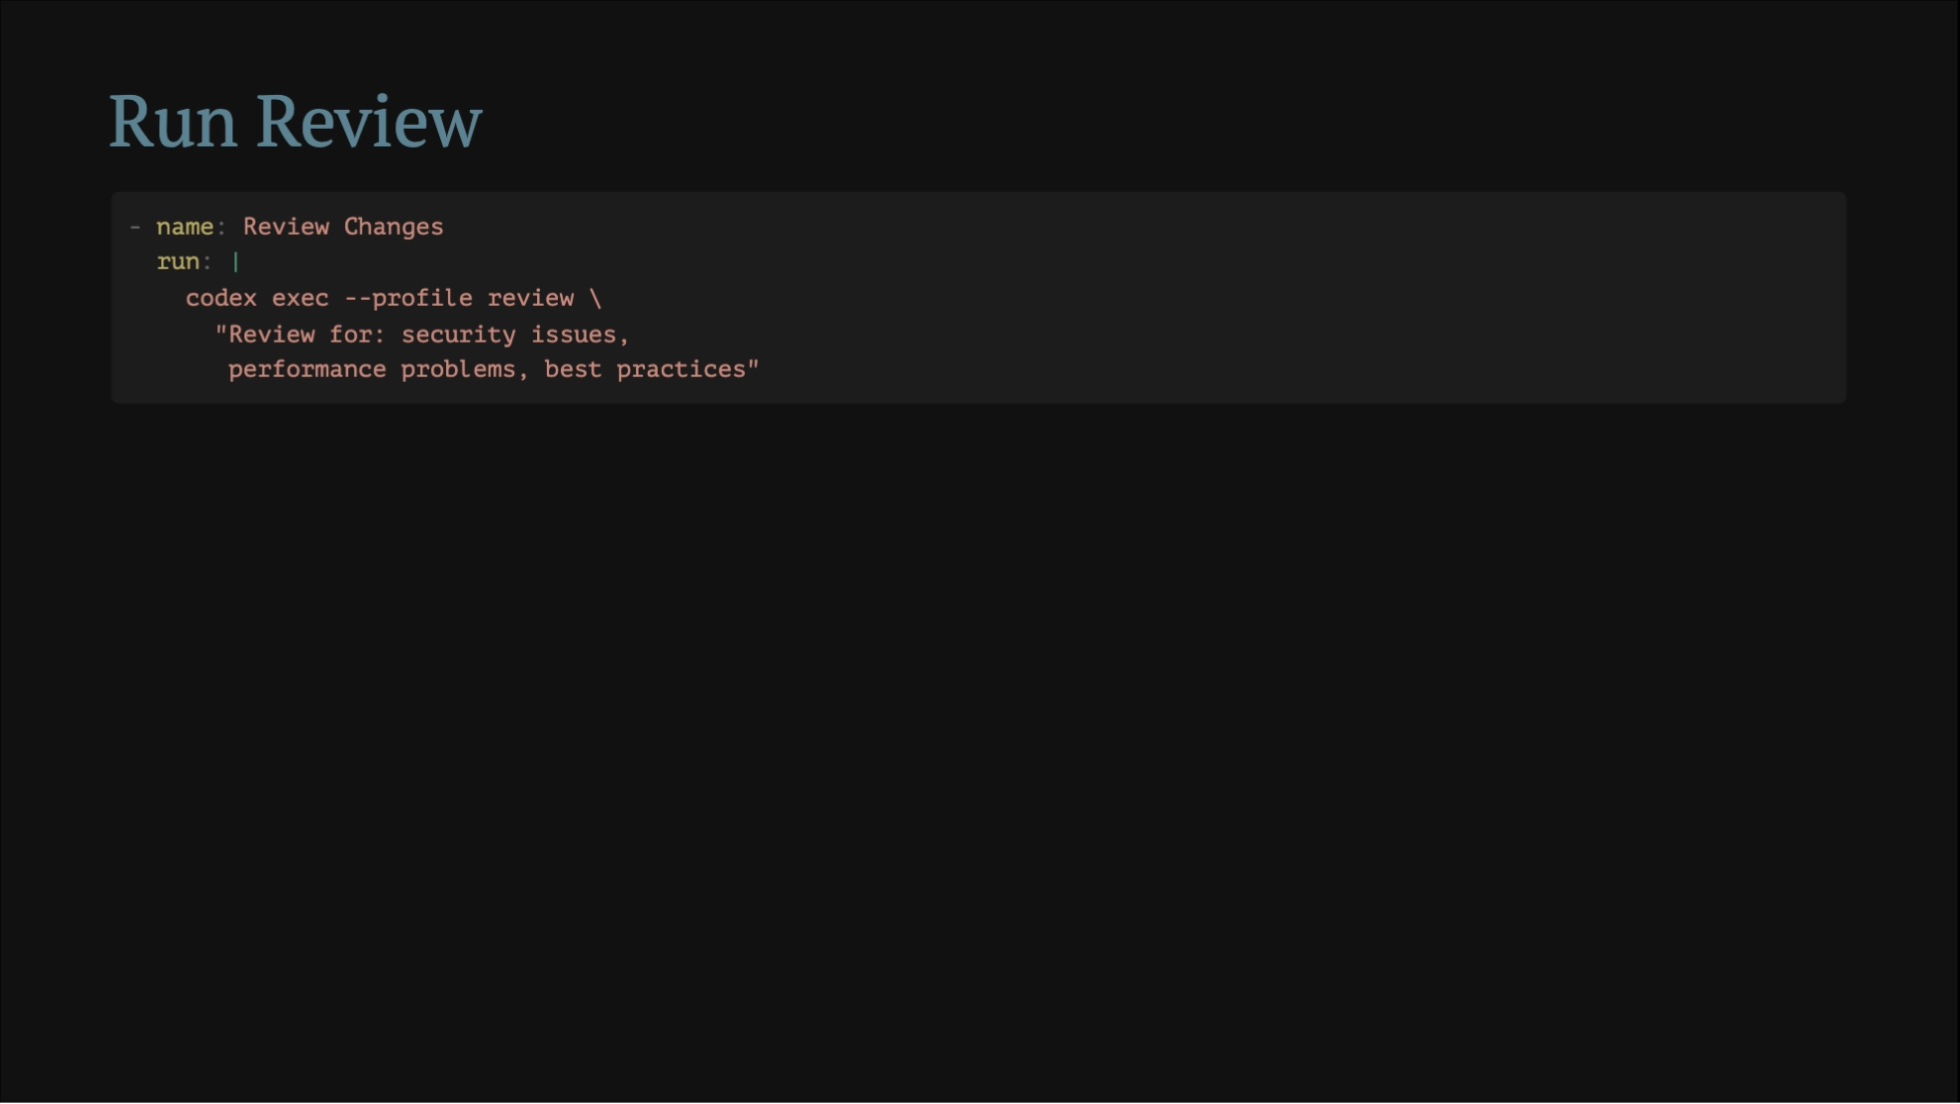 Run Review
- name: Review Changes
  run: |
    codex exec --profile review \
      "Review for: security issues,
       performance problems, best practices"